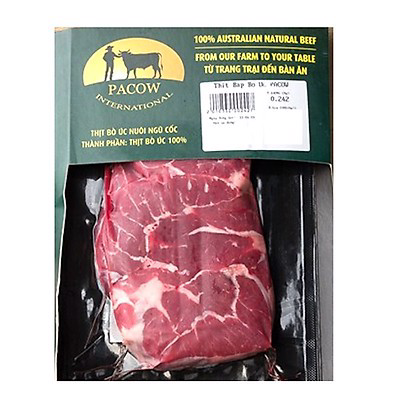 PACOW
INTERNATIONAL
THỊT BÒ ÚC NUÔI NGŨ CỐC
THÀNH PHẦN: THỊT BÒ ÚC 100%
100% AUSTRALIAN NATURAL BEEF
FROM OUR FARM TO YOUR TABLE
TỪ TRANG TRẠI ĐẾN BÀN ĂN
PACOW
0.242